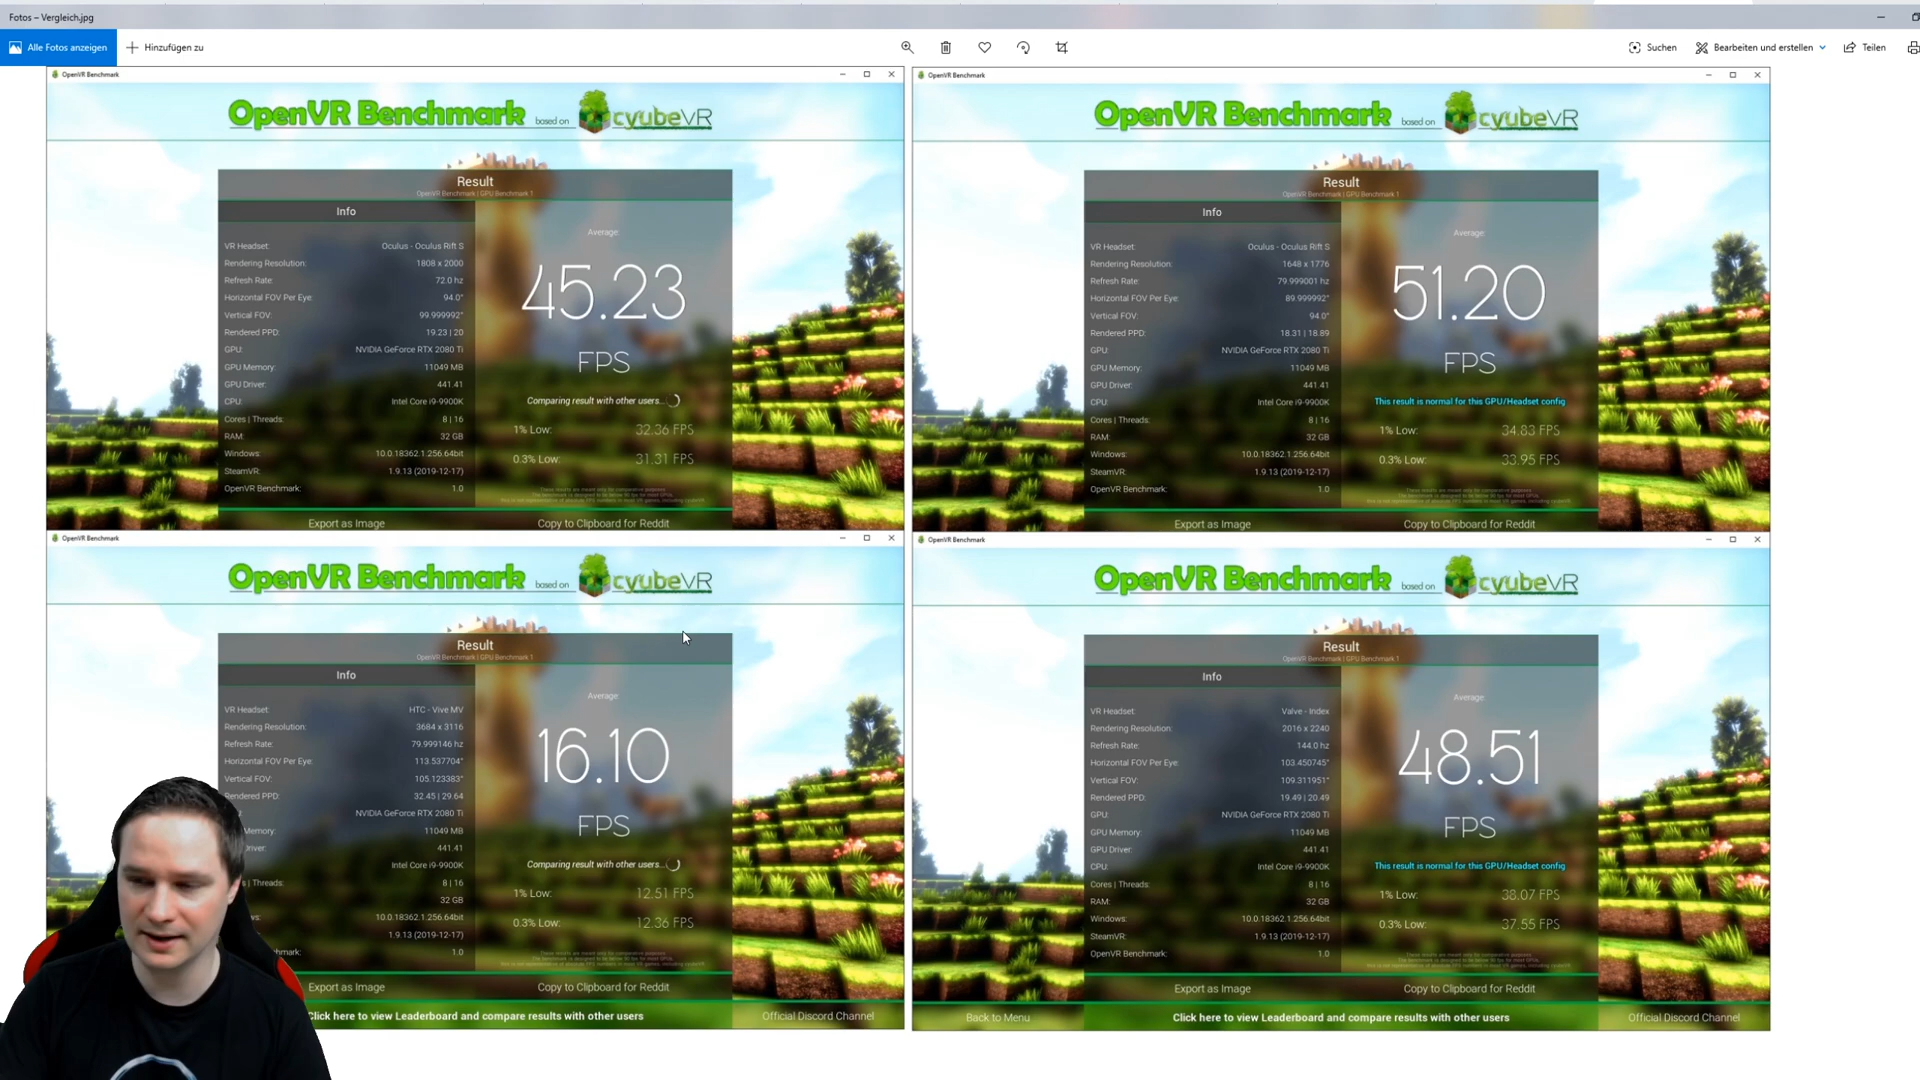 Fotos – Vergleich.jpg
Alle Fotos anzeigen
Hinzufügen zu
Suchen
Bearbeiten und erstellen
Teilen
OpenVR Benchmark
OpenVR Benchmark based on cyubeVR
Result
OpenVR Benchmark | GPU Benchmark 1
Info
VR Headset: Oculus - Oculus Rift S
Rendering Resolution: 1808 x 2000
Refresh Rate: 72.0 hz
Horizontal FOV Per Eye: 94.0°
Vertical FOV: 99.999992°
Rendered PPD: 19.23 | 20
GPU: NVIDIA GeForce RTX 2080 Ti
GPU Memory: 11049 MB
GPU Driver: 441.41
CPU: Intel Core i9-9900K
Cores | Threads: 8 | 16
RAM: 32 GB
Windows: 10.0.18362.1.256.64bit
SteamVR: 1.9.13 (2019-12-17)
OpenVR Benchmark: 1.0
Average:
45.23
FPS
Comparing result with other users...
1% Low: 32.36 FPS
0.3% Low: 31.31 FPS
Export as Image
Copy to Clipboard for Reddit
OpenVR Benchmark
OpenVR Benchmark based on cyubeVR
Result
OpenVR Benchmark | GPU Benchmark 1
Info
VR Headset: Oculus - Oculus Rift S
Rendering Resolution: 1648 x 1776
Refresh Rate: 79.999001 hz
Horizontal FOV Per Eye: 89.999992°
Vertical FOV: 94.0°
Rendered PPD: 18.31 | 18.89
GPU: NVIDIA GeForce RTX 2080 Ti
GPU Memory: 11049 MB
GPU Driver: 441.41
CPU: Intel Core i9-9900K
Cores | Threads: 8 | 16
RAM: 32 GB
Windows: 10.0.18362.1.256.64bit
SteamVR: 1.9.13 (2019-12-17)
OpenVR Benchmark: 1.0
Average:
51.20
FPS
This result is normal for this GPU/Headset config
1% Low: 34.83 FPS
0.3% Low: 33.95 FPS
Export as Image
Copy to Clipboard for Reddit
OpenVR Benchmark
OpenVR Benchmark based on cyubeVR
Result
OpenVR Benchmark | GPU Benchmark 1
Info
VR Headset: HTC - Vive MV
Rendering Resolution: 3684 x 3116
Refresh Rate: 79.999146 hz
Horizontal FOV Per Eye: 113.537704°
Vertical FOV: 105.123383°
Rendered PPD: 32.45 | 29.64
NVIDIA GeForce RTX 2080 Ti
Memory: 11049 MB
river: 441.41
Intel Core i9-9900K
s | Threads: 8 | 16
32 GB
ws: 10.0.18362.1.256.64bit
1.9.13 (2019-12-17)
hmark: 1.0
Average:
16.10
FPS
Comparing result with other users...
1% Low: 12.51 FPS
0.3% Low: 12.36 FPS
Export as Image
Copy to Clipboard for Reddit
Click here to view Leaderboard and compare results with other users
Official Discord Channel
OpenVR Benchmark
OpenVR Benchmark based on cyubeVR
Result
OpenVR Benchmark | GPU Benchmark 1
Info
VR Headset: Valve - Index
Rendering Resolution: 2016 x 2240
Refresh Rate: 144.0 hz
Horizontal FOV Per Eye: 103.450745°
Vertical FOV: 109.311951°
Rendered PPD: 19.49 | 20.49
GPU: NVIDIA GeForce RTX 2080 Ti
GPU Memory: 11049 MB
GPU Driver: 441.41
CPU: Intel Core i9-9900K
Cores | Threads: 8 | 16
RAM: 32 GB
Windows: 10.0.18362.1.256.64bit
SteamVR: 1.9.13 (2019-12-17)
OpenVR Benchmark: 1.0
Average:
48.51
FPS
This result is normal for this GPU/Headset config
1% Low: 38.07 FPS
0.3% Low: 37.55 FPS
Export as Image
Copy to Clipboard for Reddit
Back to Menu
Click here to view Leaderboard and compare results with other users
Official Discord Channel